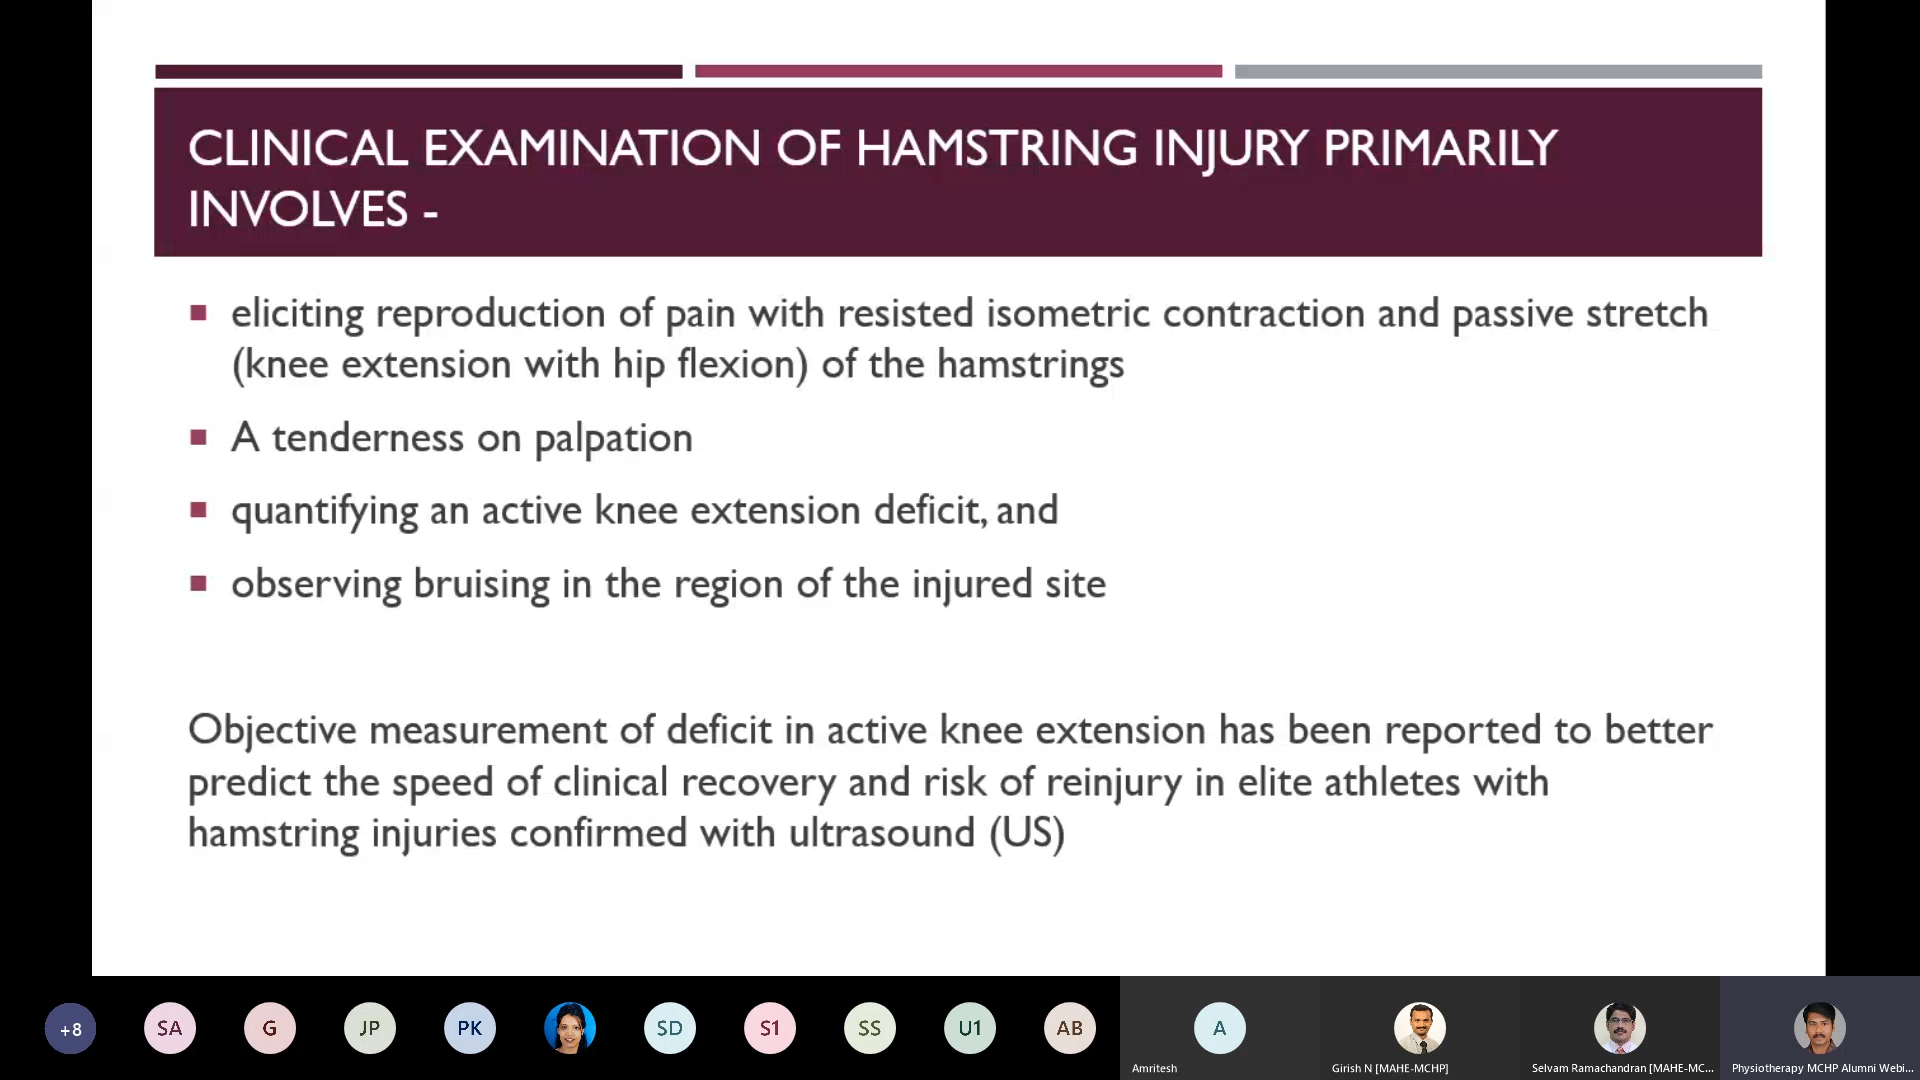 CLINICAL EXAMINATION OF HAMSTRING INJURY PRIMARILY
INVOLVES -
eliciting reproduction of pain with resisted isometric contraction and passive stretch
(knee extension with hip flexion) of the hamstrings
A tenderness on palpation
quantifying an active knee extension deficit, and
observing bruising in the region of the injured site
Objective measurement of deficit in active knee extension has been reported to better
predict the speed of clinical recovery and risk of reinjury in elite athletes with
hamstring injuries confirmed with ultrasound (US)
+8
SA
G
JP
PK
SD
S1
SS
U1
AB
A
Amritesh
Girish N [MAHE-MCHP]
Selvam Ramachandran [MAHE-MC...
Physiotherapy MCHP Alumni Webi...